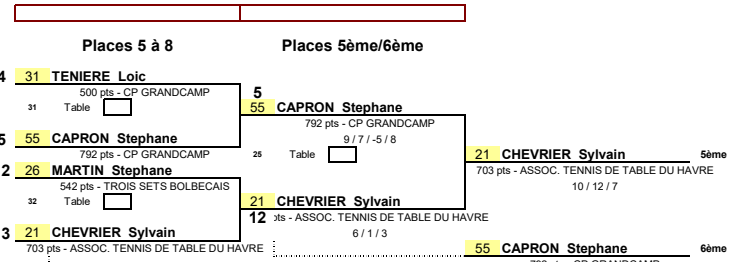 Places 5 à 8
Places 5ème/6ème
4 31 TENIERE Loic
500 pts - CP GRANDCAMP
31 Table
5
55 CAPRON Stephane
792 pts - CP GRANDCAMP
9 / 7 / -5 / 8
5 55 CAPRON Stephane
792 pts - CP GRANDCAMP
25 Table
21 CHEVRIER Sylvain 5ème
703 pts - ASSOC. TENNIS DE TABLE DU HAVRE
10 / 12 / 7
2 26 MARTIN Stephane
542 pts - TROIS SETS BOLBECAIS
32 Table
21 CHEVRIER Sylvain
12 pts - ASSOC. TENNIS DE TABLE DU HAVRE
6 / 1 / 3
3 21 CHEVRIER Sylvain
703 pts - ASSOC. TENNIS DE TABLE DU HAVRE
55 CAPRON Stephane 6ème